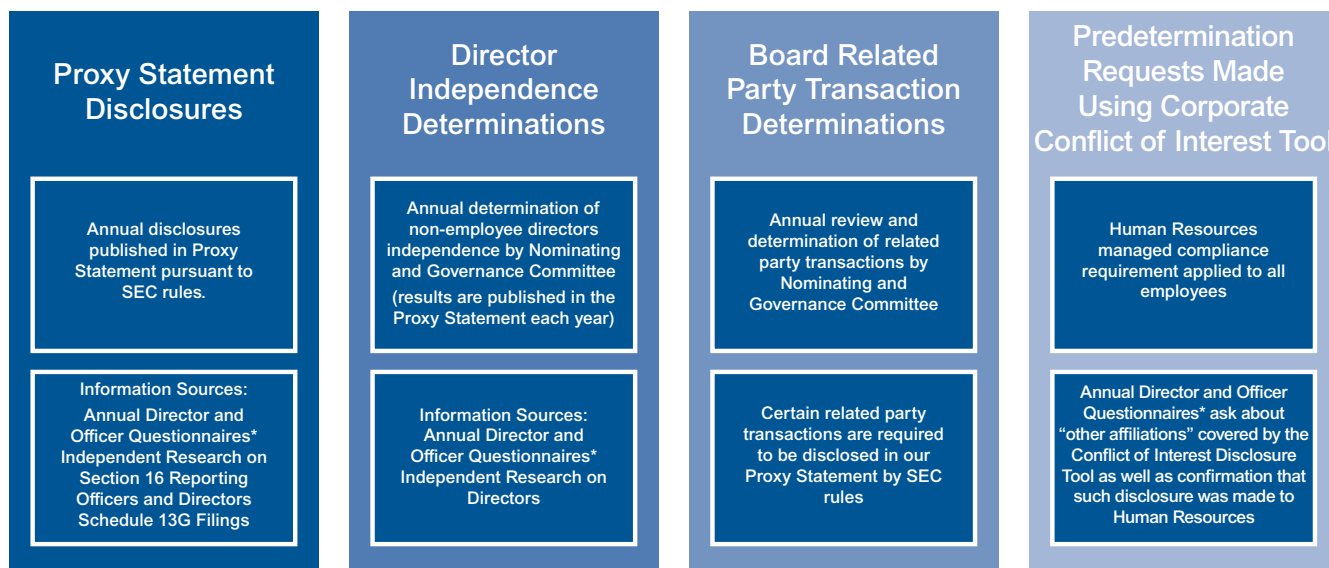 Proxy Statement
Disclosures
Annual disclosures
published in Proxy
Statement pursuant to
SEC rules.
Information Sources:
Annual Director and
Officer Questionnaires*
Independent Research on
Section 16 Reporting
Officers and Directors
Schedule 13G Filings
Director
Independence
Determinations
Annual determination of
non-employee directors
independence by Nominating
and Governance Committee
(results are published in the
Proxy Statement each year)
Information Sources:
Annual Director and
Officer Questionnaires*
Independent Research on
Directors
Board Related
Party Transaction
Determinations
Annual review and
determination of related
party transactions by
Nominating and
Governance Committee
Certain related party
transactions are required
to be disclosed in our
Proxy Statement by SEC
rules
Predetermination
Requests Made
Using Corporate
Conflict of Interest Tool
Human Resources
managed compliance
requirement applied to all
employees
Annual Director and Officer
Questionnaires* ask about
“other affiliations” covered by the
Conflict of Interest Disclosure
Tool as well as confirmation that
such disclosure was made to
Human Resources